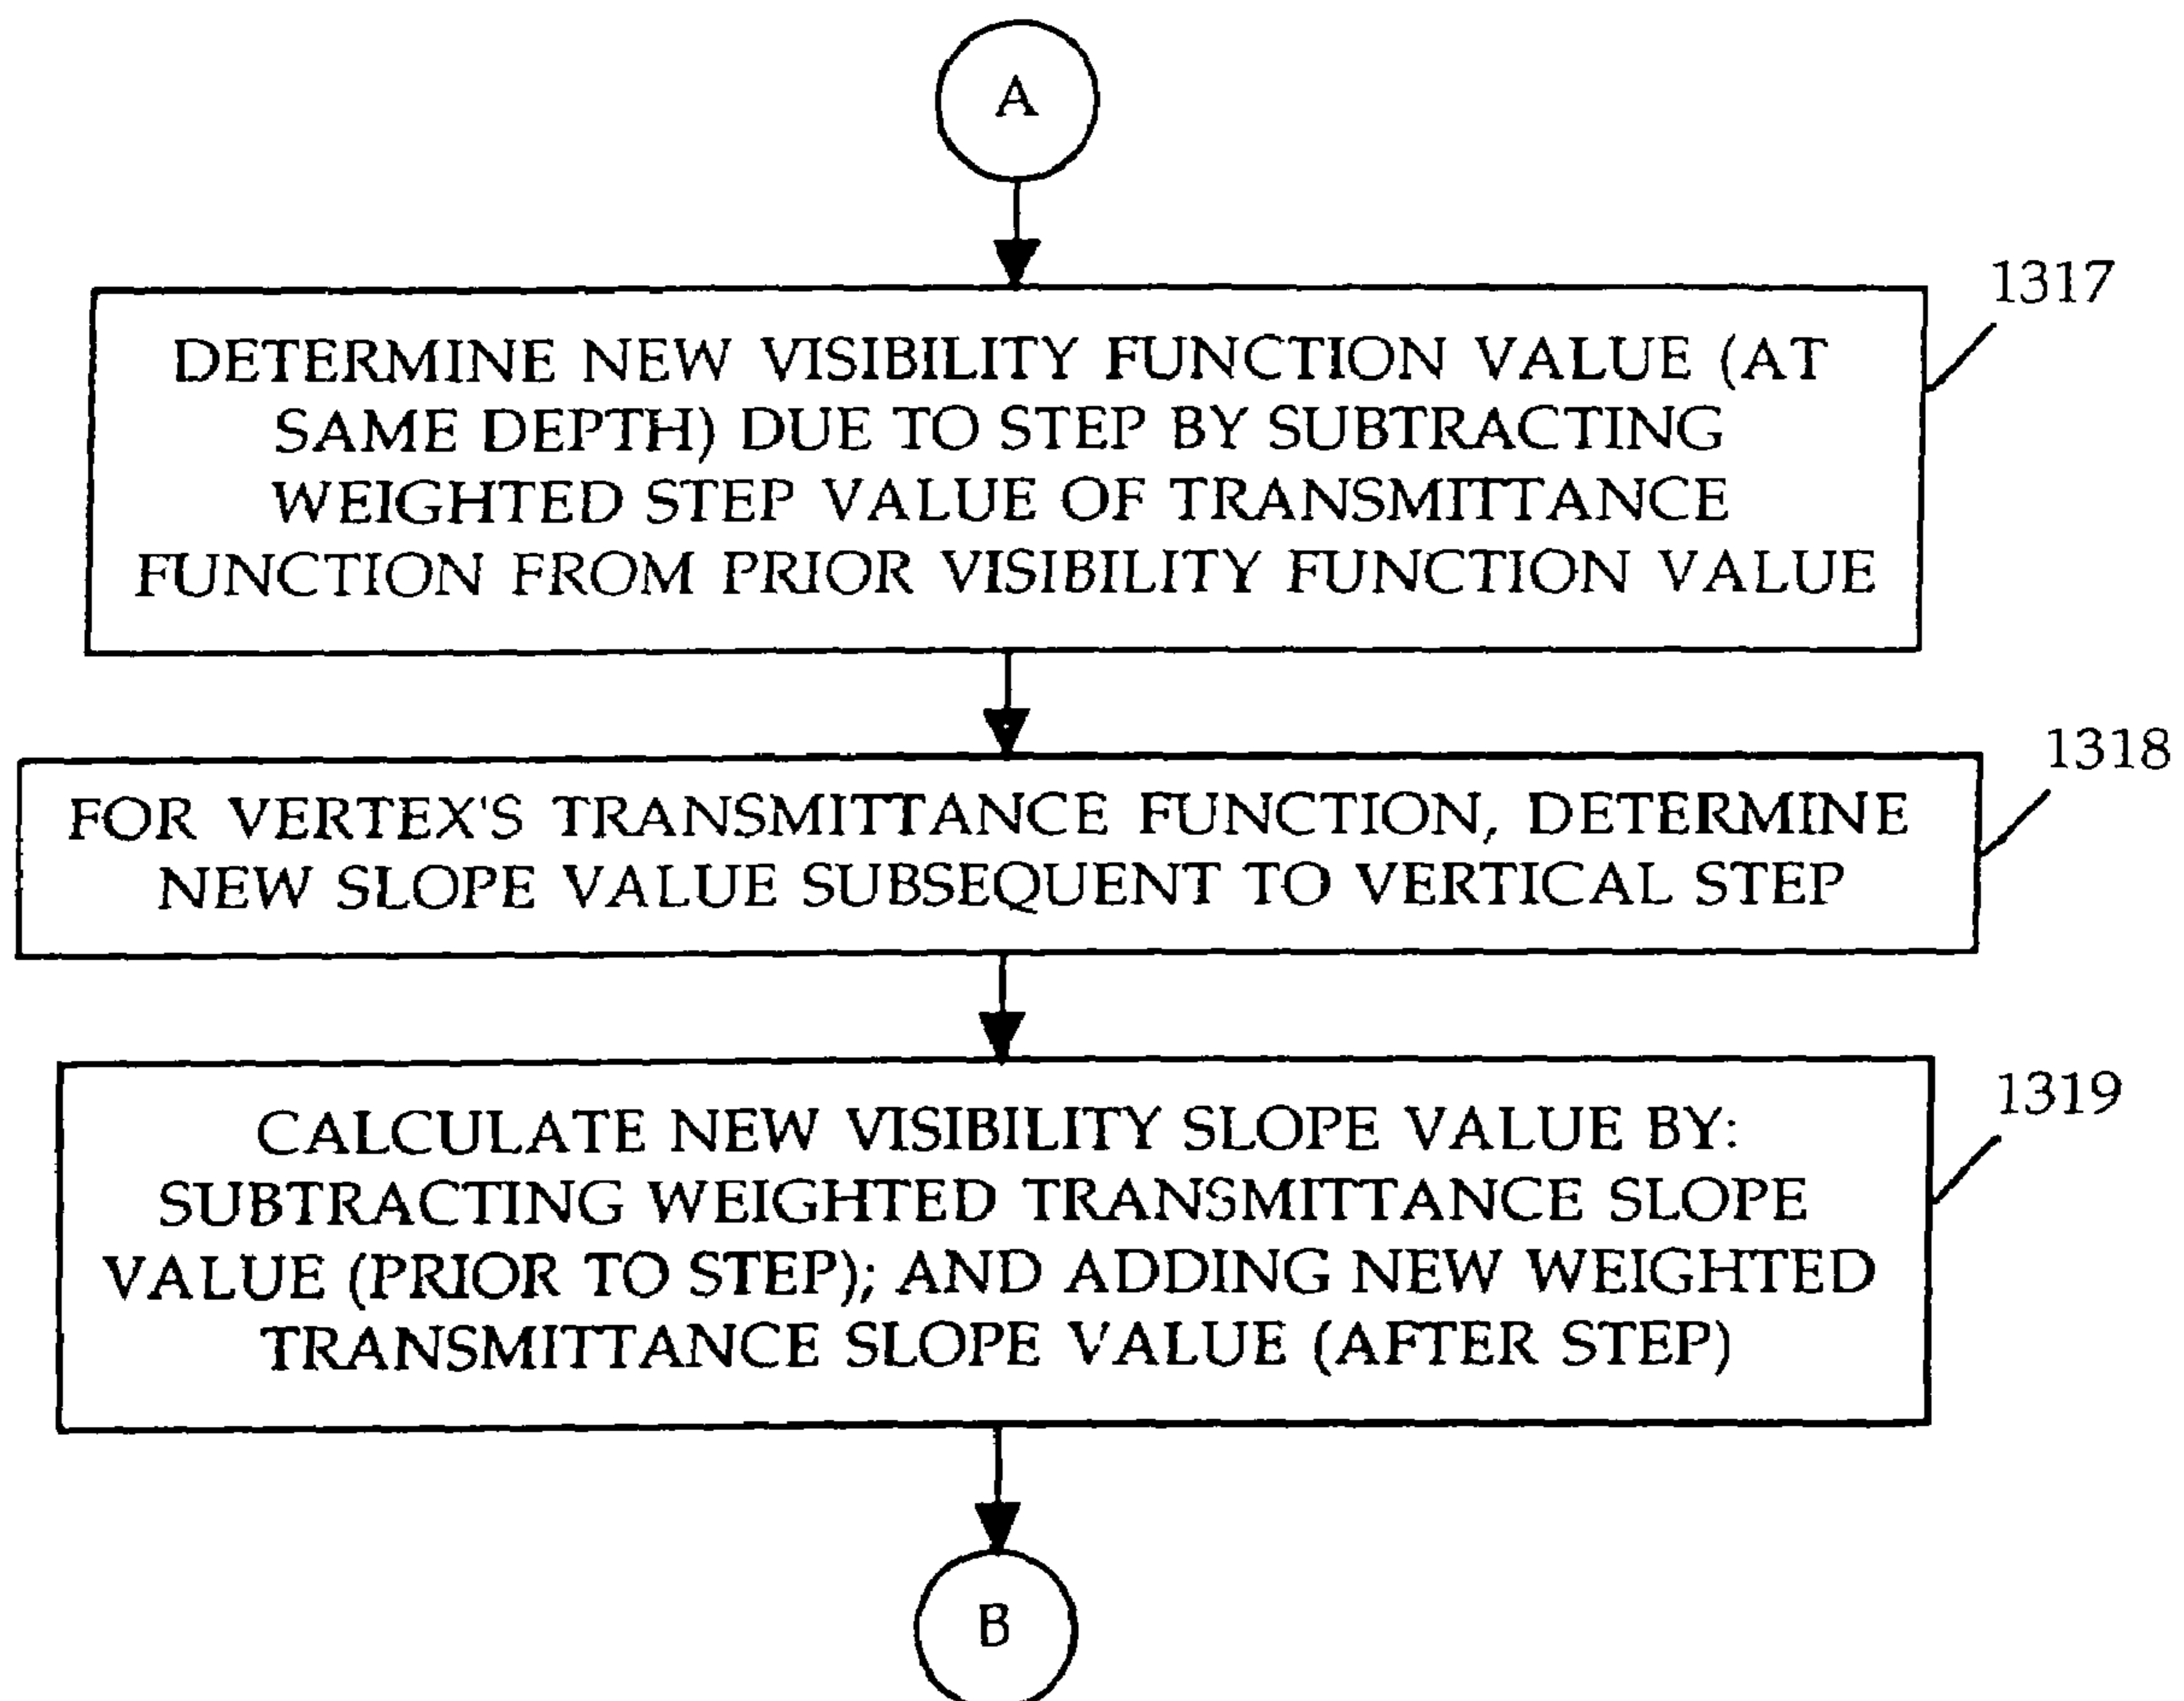 A
1317
DETERMINE NEW VISIBILITY FUNCTION VALUE (AT
SAME DEPTH) DUE TO STEP BY SUBTRACTING
WEIGHTED STEP VALUE OF TRANSMITTANCE
FUNCTION FROM PRIOR VISIBILITY FUNCTION VALUE
1318
FOR VERTEX'S TRANSMITTANCE FUNCTION, DETERMINE
NEW SLOPE VALUE SUBSEQUENT TO VERTICAL STEP
1319
CALCULATE NEW VISIBILITY SLOPE VALUE BY:
SUBTRACTING WEIGHTED TRANSMITTANCE SLOPE
VALUE (PRIOR TO STEP); AND ADDING NEW WEIGHTED
TRANSMITTANCE SLOPE VALUE (AFTER STEP)
B